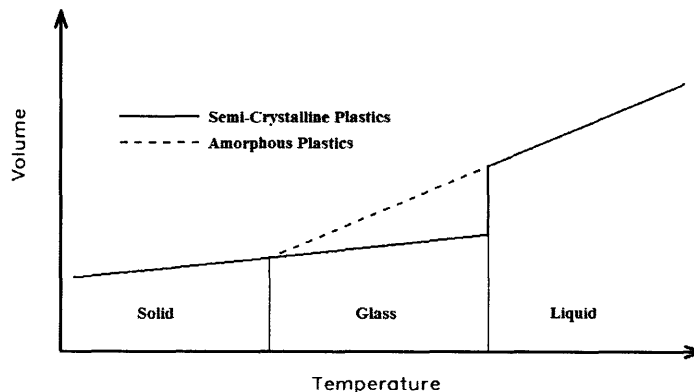 Volume
Semi-Crystalline Plastics
Amorphous Plastics
Solid
Glass
Liquid
Temperature